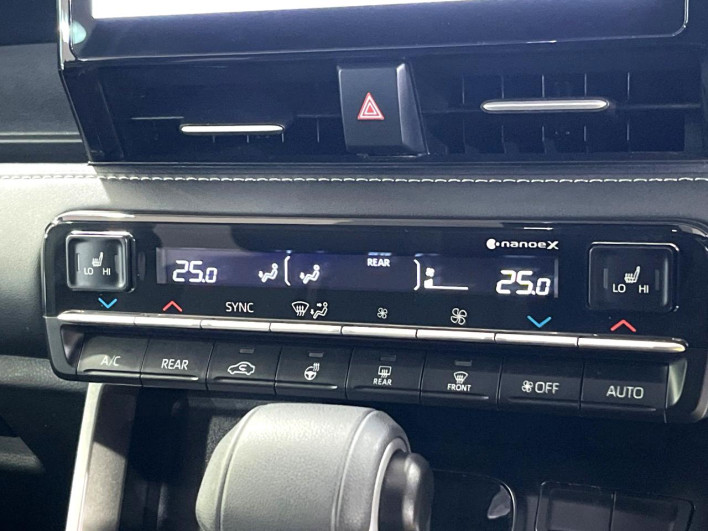 nanoeX
LO HI
25.0
REAR
25.0
LO HI
SYNC
A/C
REAR
REAR
FRONT
OFF
AUTO